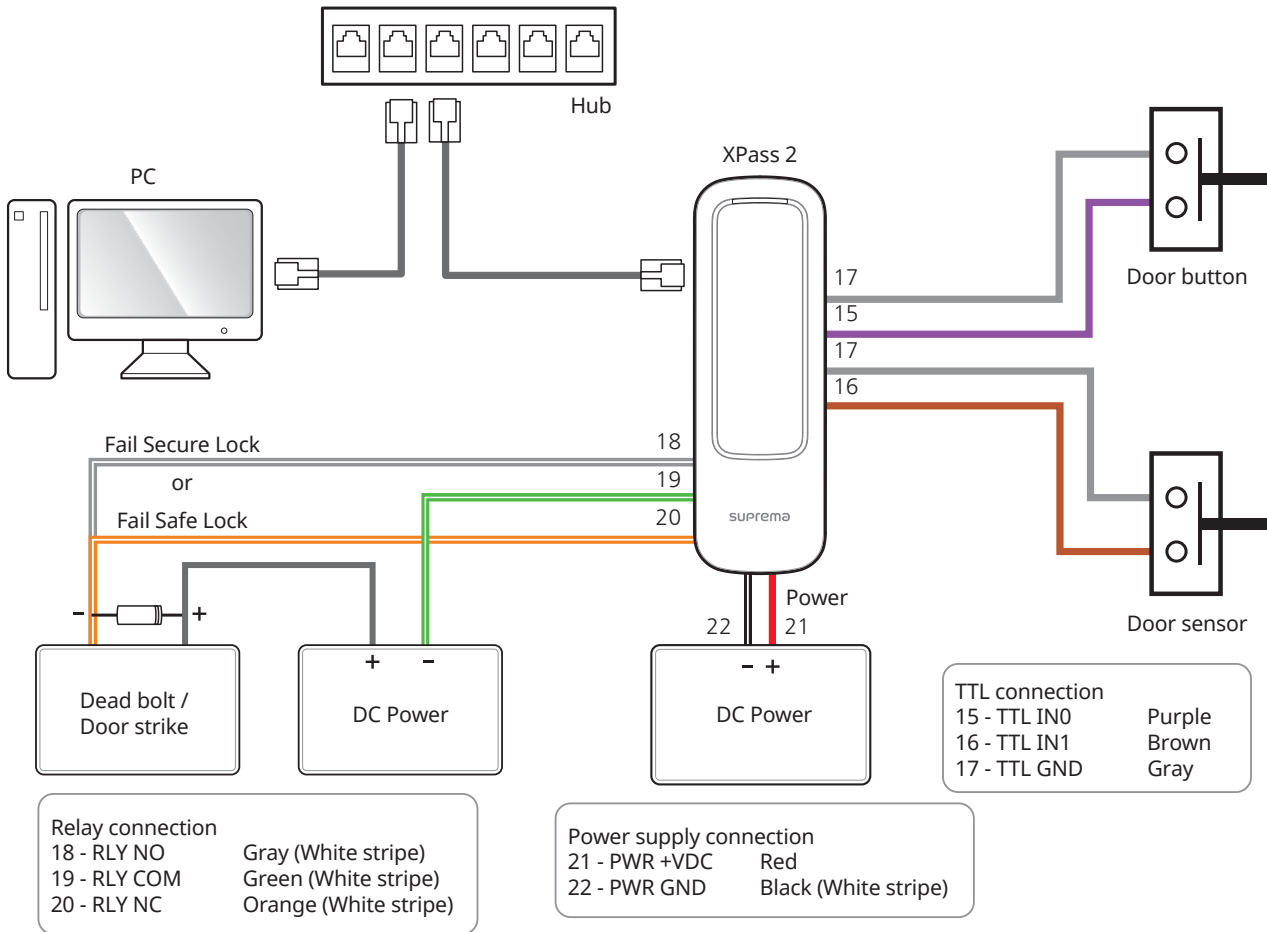 Hub
XPass 2
PC
17
Door button
15
17
16
Fail Secure Lock
18
or
19
Fail Safe Lock
20
suprema
Power
- +
22 21
Door sensor
+ -
- +
Dead bolt /
Door strike
DC Power
DC Power
TTL connection
15 - TTL IN0 Purple
16 - TTL IN1 Brown
17 - TTL GND Gray
Relay connection
18 - RLY NO Gray (White stripe)
19 - RLY COM Green (White stripe)
20 - RLY NC Orange (White stripe)
Power supply connection
21 - PWR +VDC Red
22 - PWR GND Black (White stripe)